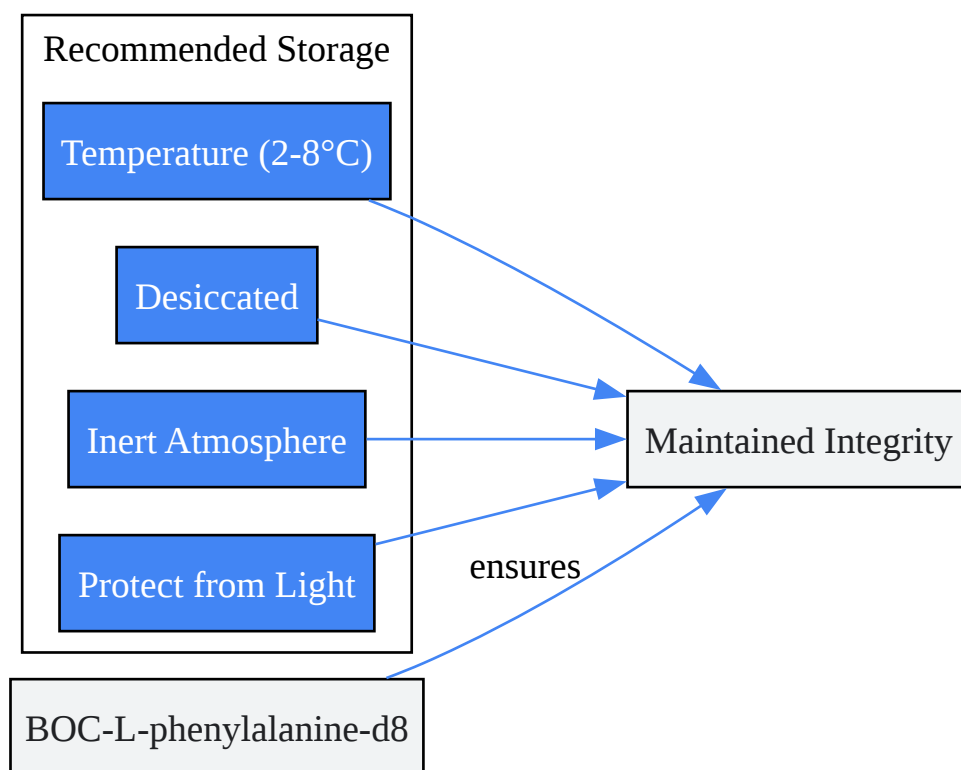 Recommended Storage
Temperature (2-8°C)
Desiccated
Inert Atmosphere
Maintained Integrity
Protect from Light
ensures
BOC-L-phenylalanine-d8